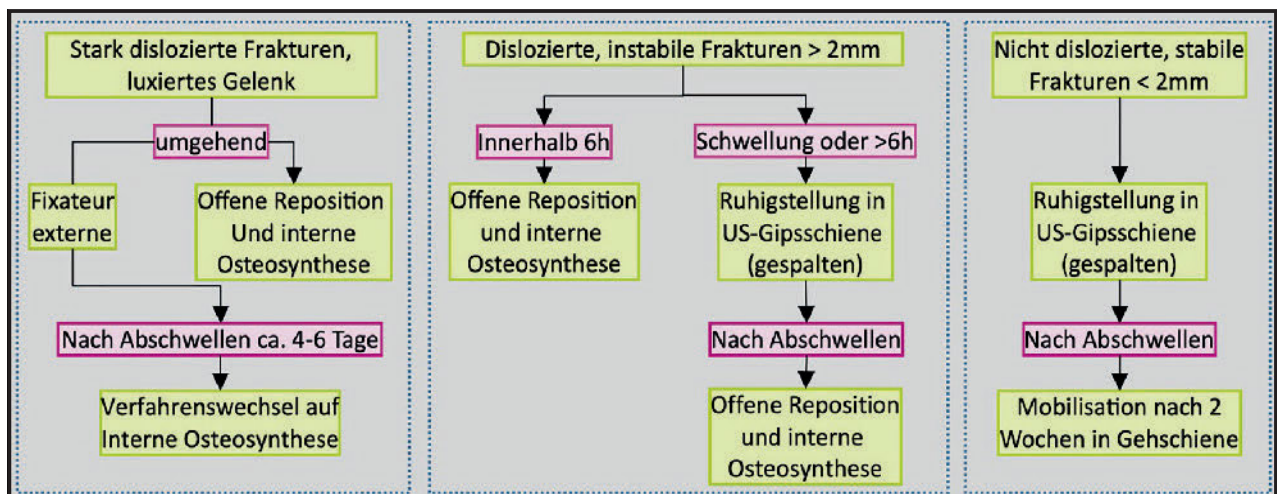 Stark dislozierte Frakturen,
luxiertes Gelenk
umgehend
Fixateur
externe
Offene Reposition
Und interne
Osteosynthese
Nach Abschwellen ca. 4-6 Tage
Verfahrenswechsel auf
Interne Osteosynthese
Dislozierte, instabile Frakturen > 2mm
Innerhalb 6h
Offene Reposition
und interne
Osteosynthese
Schwellung oder >6h
Ruhigstellung in
US-Gipsschiene
(gespalten)
Nach Abschwellen
Offene Reposition
und interne
Osteosynthese
Nicht dislozierte, stabile
Frakturen < 2mm
Ruhigstellung in
US-Gipsschiene
(gespalten)
Nach Abschwellen
Mobilisation nach 2
Wochen in Gehschiene